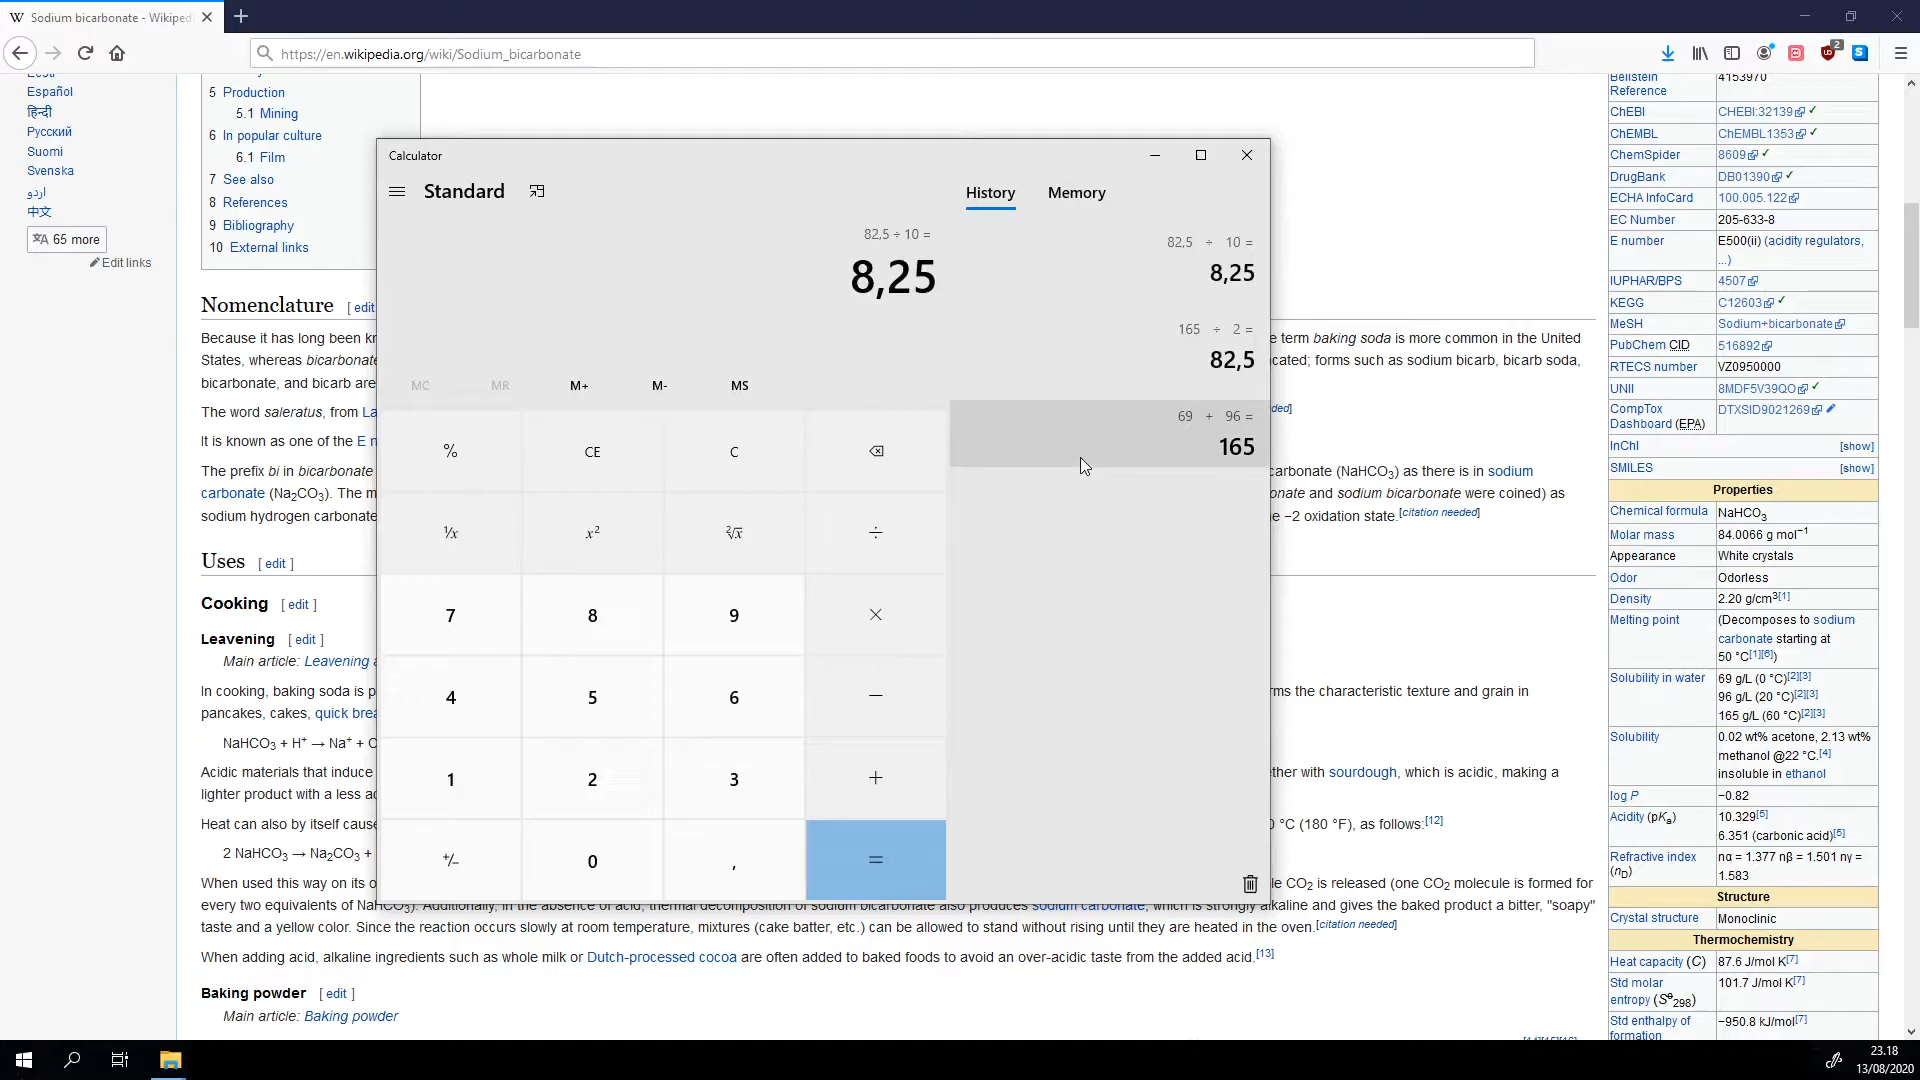 Sodium bicarbonate - Wikiped
https://en.wikipedia.org/wiki/Sodium_bicarbonate
2
Eesti
Español
हिन्दी
Русский
Suomi
Svenska
اردو
中文
65 more
Edit links
5 Production
5.1 Mining
6 In popular culture
6.1 Film
7 See also
8 References
9 Bibliography
10 External links
Nomenclature [ edit
Because it has long been kr
e term baking soda is more common in the United
States, whereas bicarbonate
cated; forms such as sodium bicarb, bicarb soda,
bicarbonate, and bicarb are
The word saleratus, from La
ded]
It is known as one of the E n
The prefix bi in bicarbonate
carbonate (NaHCO3) as there is in sodium
carbonate (Na2CO3). The m
onate and sodium bicarbonate were coined) as
sodium hydrogen carbonate
e −2 oxidation state.[citation needed]
Uses [ edit ]
Cooking [ edit ]
Leavening [ edit ]
Main article: Leavening a
In cooking, baking soda is p
rms the characteristic texture and grain in
pancakes, cakes, quick brea
NaHCO3 + H+ → Na+ + C
Acidic materials that induce
ther with sourdough, which is acidic, making a
lighter product with a less ac
Heat can also by itself cause
0 °C (180 °F), as follows:[12]
2 NaHCO3 → Na2CO3 +
When used this way on its o
le CO2 is released (one CO2 molecule is formed for
every two equivalents of NaHCO3). Additionally, in the absence of acid, thermal decomposition of sodium bicarbonate also produces sodium carbonate, which is strongly alkaline and gives the baked product a bitter, "soapy"
taste and a yellow color. Since the reaction occurs slowly at room temperature, mixtures (cake batter, etc.) can be allowed to stand without rising until they are heated in the oven.[citation needed]
When adding acid, alkaline ingredients such as whole milk or Dutch-processed cocoa are often added to baked foods to avoid an over-acidic taste from the added acid.[13]
Baking powder [ edit ]
Main article: Baking powder
Calculator
Standard
History Memory
82,5 ÷ 10 =
8,25
82,5 ÷ 10 =
8,25
165 ÷ 2 =
82,5
69 + 96 =
165
MC MR M+ M- MS
% CE C
⅟x x2 2√x ÷
7 8 9 ×
4 5 6 −
1 2 3 +
+/− 0 , =
Beilstein Reference 4153970
ChEBI CHEBI:32139 ✓
ChEMBL ChEMBL1353 ✓
ChemSpider 8609 ✓
DrugBank DB01390 ✓
ECHA InfoCard 100.005.122
EC Number 205-633-8
E number E500(ii) (acidity regulators,
...)
IUPHAR/BPS 4507
KEGG C12603 ✓
MeSH Sodium+bicarbonate
PubChem CID 516892
RTECS number VZ0950000
UNII 8MDF5V39QO ✓
CompTox Dashboard (EPA) DTXSID9021269
InChI [show]
SMILES [show]
Properties
Chemical formula NaHCO3
Molar mass 84.0066 g mol−1
Appearance White crystals
Odor Odorless
Density 2.20 g/cm3[1]
Melting point (Decomposes to sodium
carbonate starting at
50 °C[1][6])
Solubility in water 69 g/L (0 °C)[2][3]
96 g/L (20 °C)[2][3]
165 g/L (60 °C)[2][3]
Solubility 0.02 wt% acetone, 2.13 wt%
methanol @22 °C.[4]
insoluble in ethanol
log P −0.82
Acidity (pKa) 10.329[5]
6.351 (carbonic acid)[5]
Refractive index (nD) nα = 1.377 nβ = 1.501 nγ =
1.583
Structure
Crystal structure Monoclinic
Thermochemistry
Heat capacity (C) 87.6 J/mol K[7]
Std molar entropy (S⦵298) 101.7 J/mol K[7]
Std enthalpy of formation −950.8 kJ/mol[7]
23.18
13/08/2020